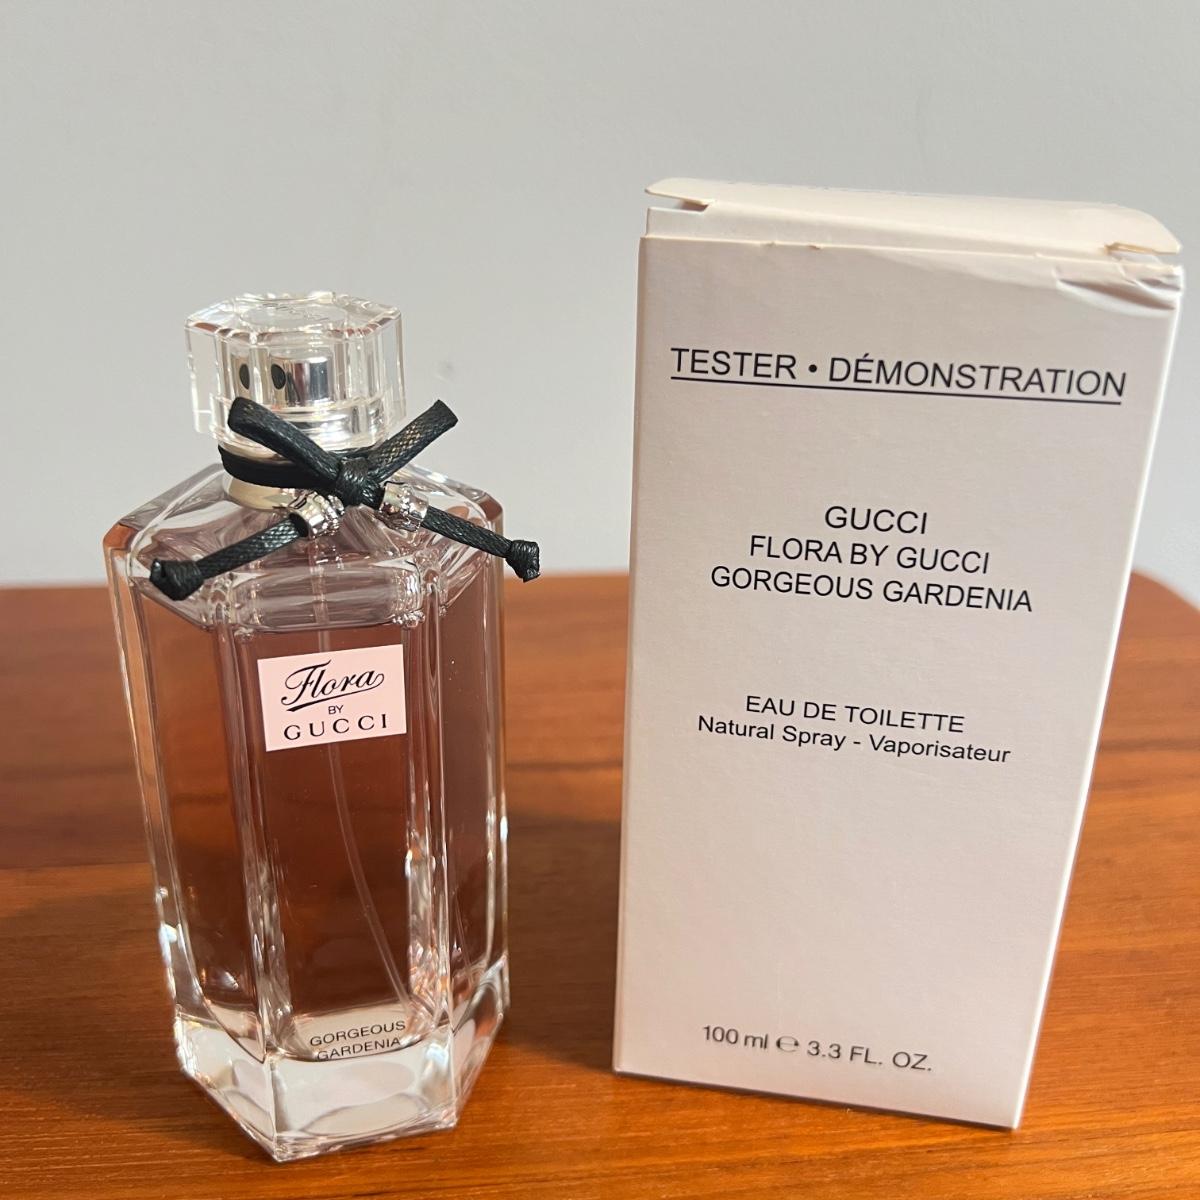 Flora
BY
GUCCI
GORGEOUS
GARDENIA
TESTER • DÉMONSTRATION
GUCCI
FLORA BY GUCCI
GORGEOUS GARDENIA
EAU DE TOILETTE
Natural Spray - Vaporisateur
100 ml ℮ 3.3 FL. OZ.